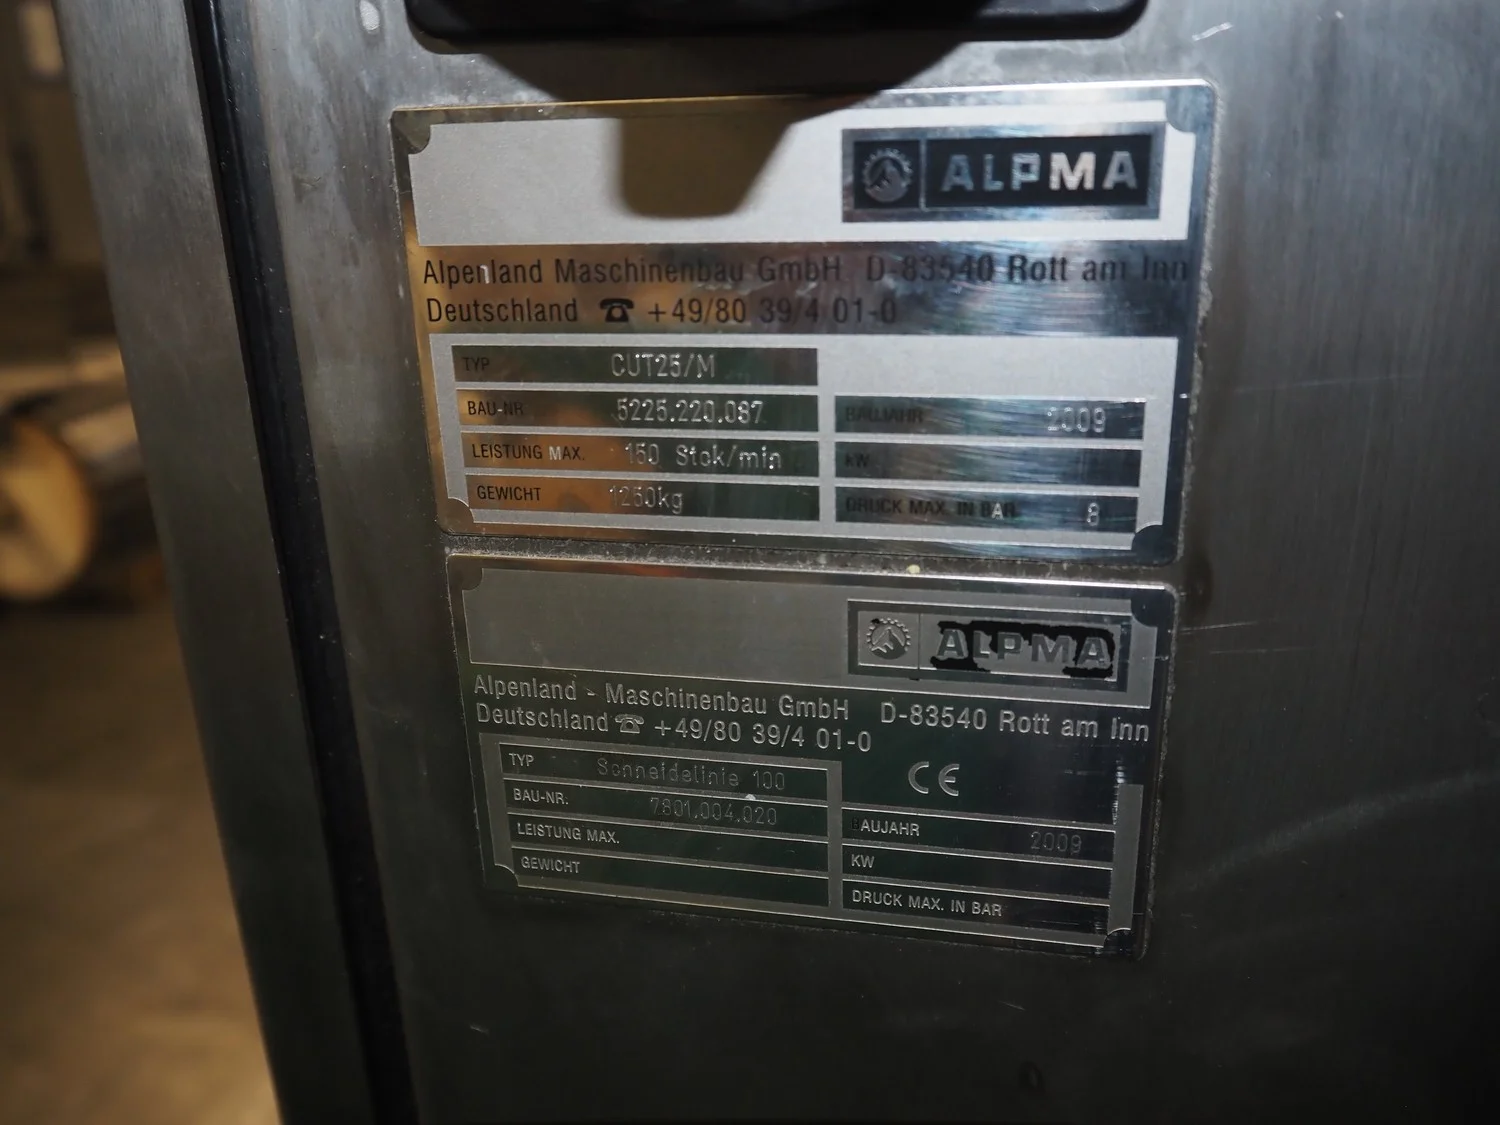 ALPMA
Alpenland Maschinenbau GmbH D-83540 Rott am Inn
Deutschland ☎ +49/80 39/4 01-0
TYP CUT25/M
BAU-NR 5225.220.087 BAUJAHR 2009
LEISTUNG MAX. 150 Stck/min KW
GEWICHT 1250kg DRUCK MAX. IN BAR 8
ALPMA
Alpenland - Maschinenbau GmbH D-83540 Rott am Inn
Deutschland ☎ +49/80 39/4 01-0
CE
TYP Schneidelinie 100
BAU-NR. 7801.004.020 BAUJAHR 2009
LEISTUNG MAX. KW
GEWICHT DRUCK MAX. IN BAR